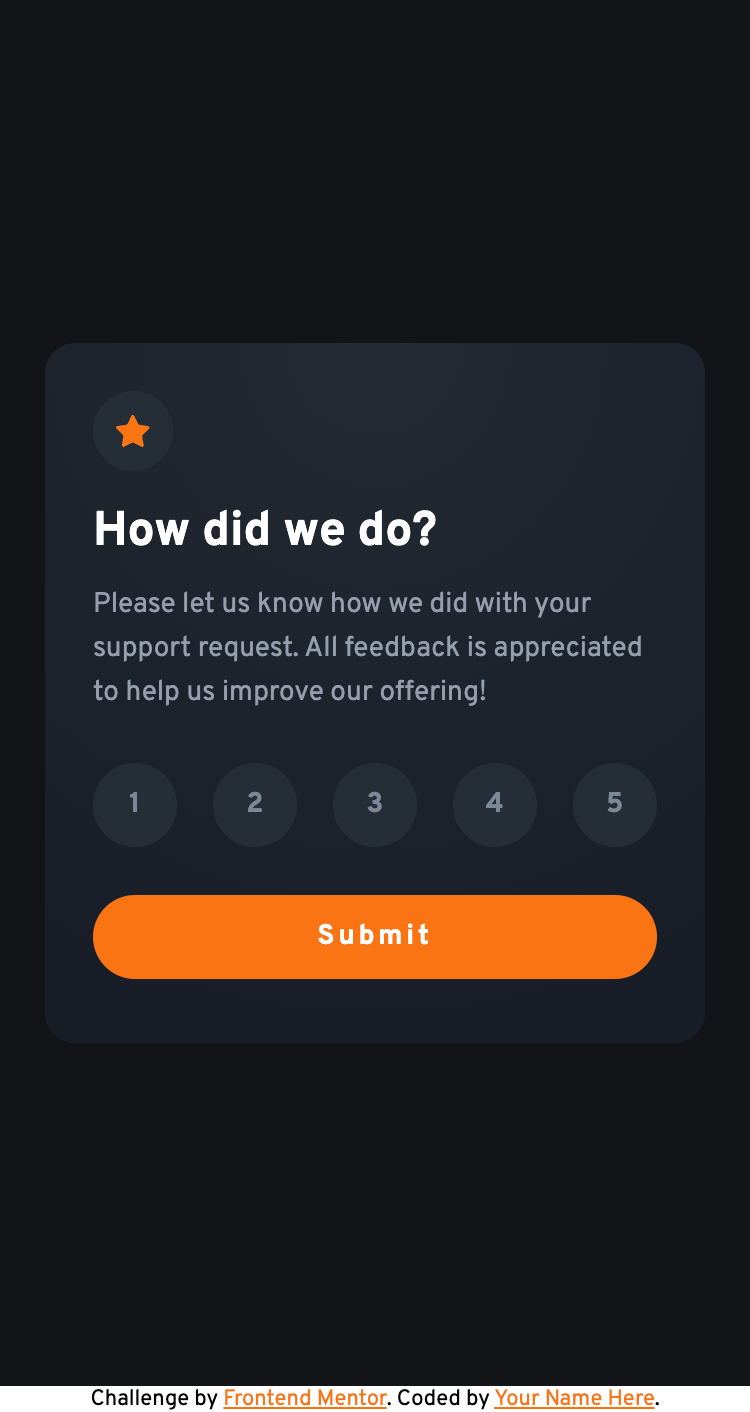 How did we do?
Please let us know how we did with your
support request. All feedback is appreciated
to help us improve our offering!
1 2 3 4 5
Submit
Challenge by Frontend Mentor. Coded by Your Name Here.